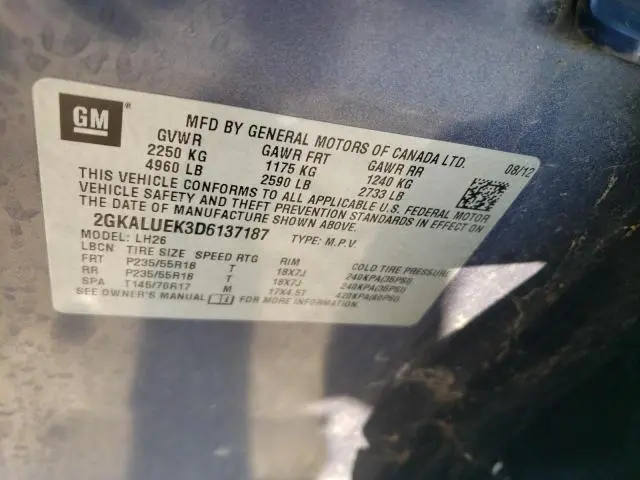 GM ®
MFD BY GENERAL MOTORS OF CANADA LTD.
08/12
GVWR GAWR FRT GAWR RR
2250 KG 1175 KG 1240 KG
4960 LB 2590 LB 2733 LB
THIS VEHICLE CONFORMS TO ALL APPLICABLE U.S. FEDERAL MOTOR
VEHICLE SAFETY AND THEFT PREVENTION STANDARDS IN EFFECT ON
THE DATE OF MANUFACTURE SHOWN ABOVE.
2GKALUEK3D6137187 TYPE: M.P.V.
MODEL: LH26
LBCN TIRE SIZE SPEED RTG RIM COLD TIRE PRESSURE
FRT P235/55R18 T 18X7J 240KPA(35PSI)
RR P235/55R18 T 18X7J 240KPA(35PSI)
SPA T145/70R17 M 17X4.5T 420KPA(60PSI)
SEE OWNER'S MANUAL FOR MORE INFORMATION.